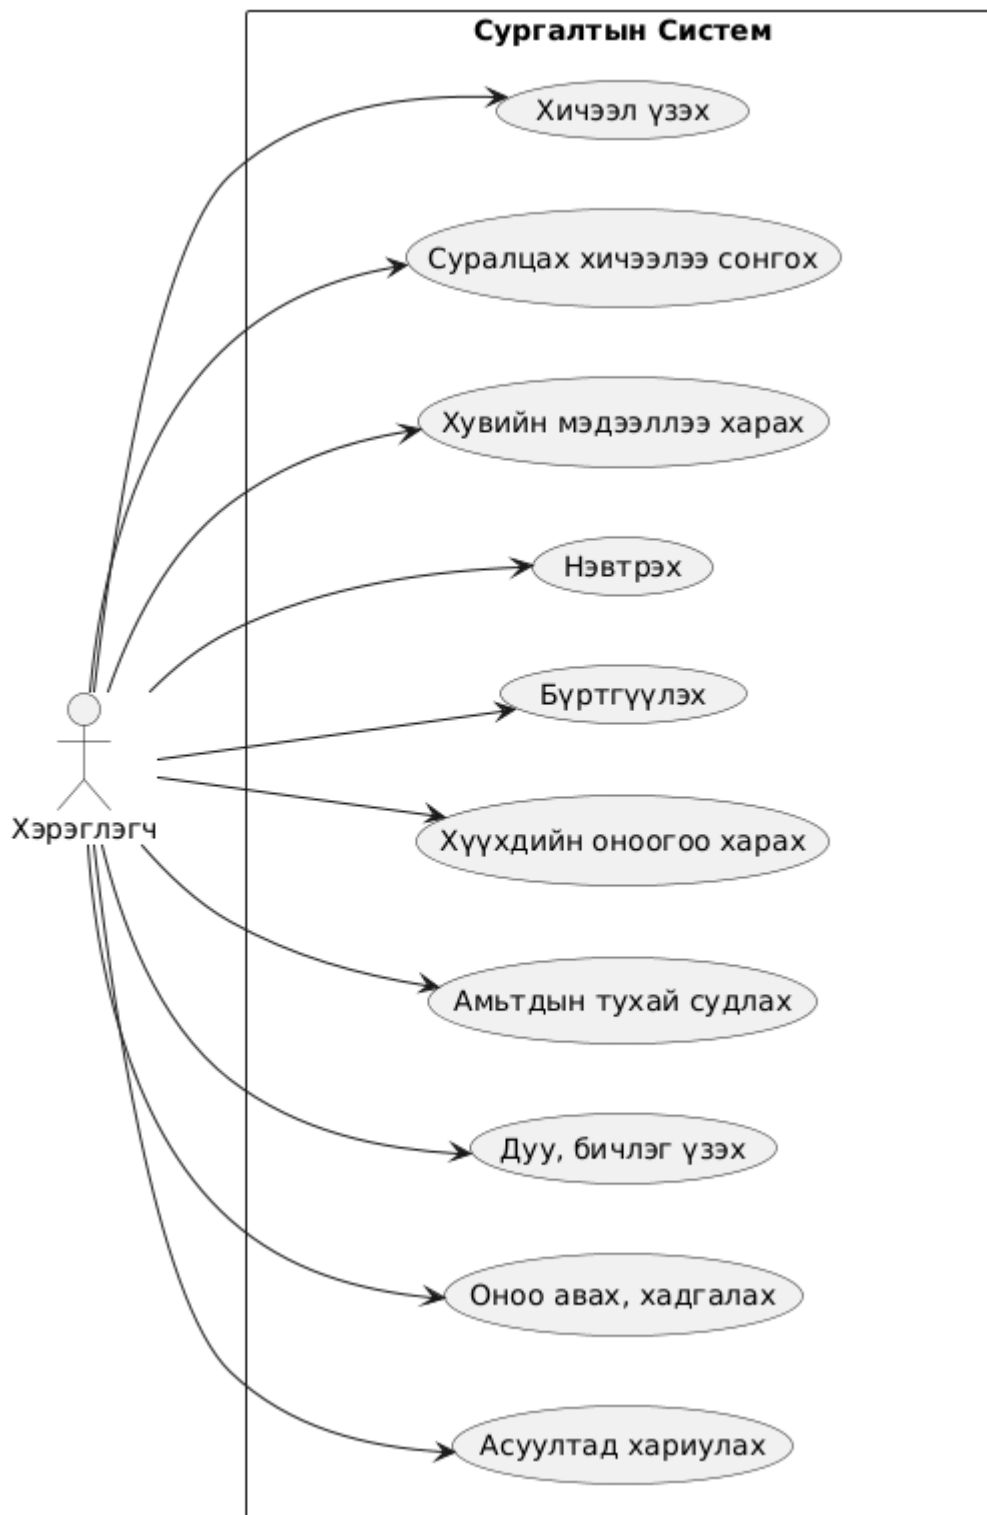 Сургалтын Систем
Хичээл үзэх
Суралцах хичээлээ сонгох
Хувийн мэдээллээ харах
Нэвтрэх
Бүртгүүлэх
Хэрэглэгч
Хүүхдийн оноогоо харах
Амьтдын тухай судлах
Дуу, бичлэг үзэх
Оноо авах, хадгалах
Асуултад хариулах